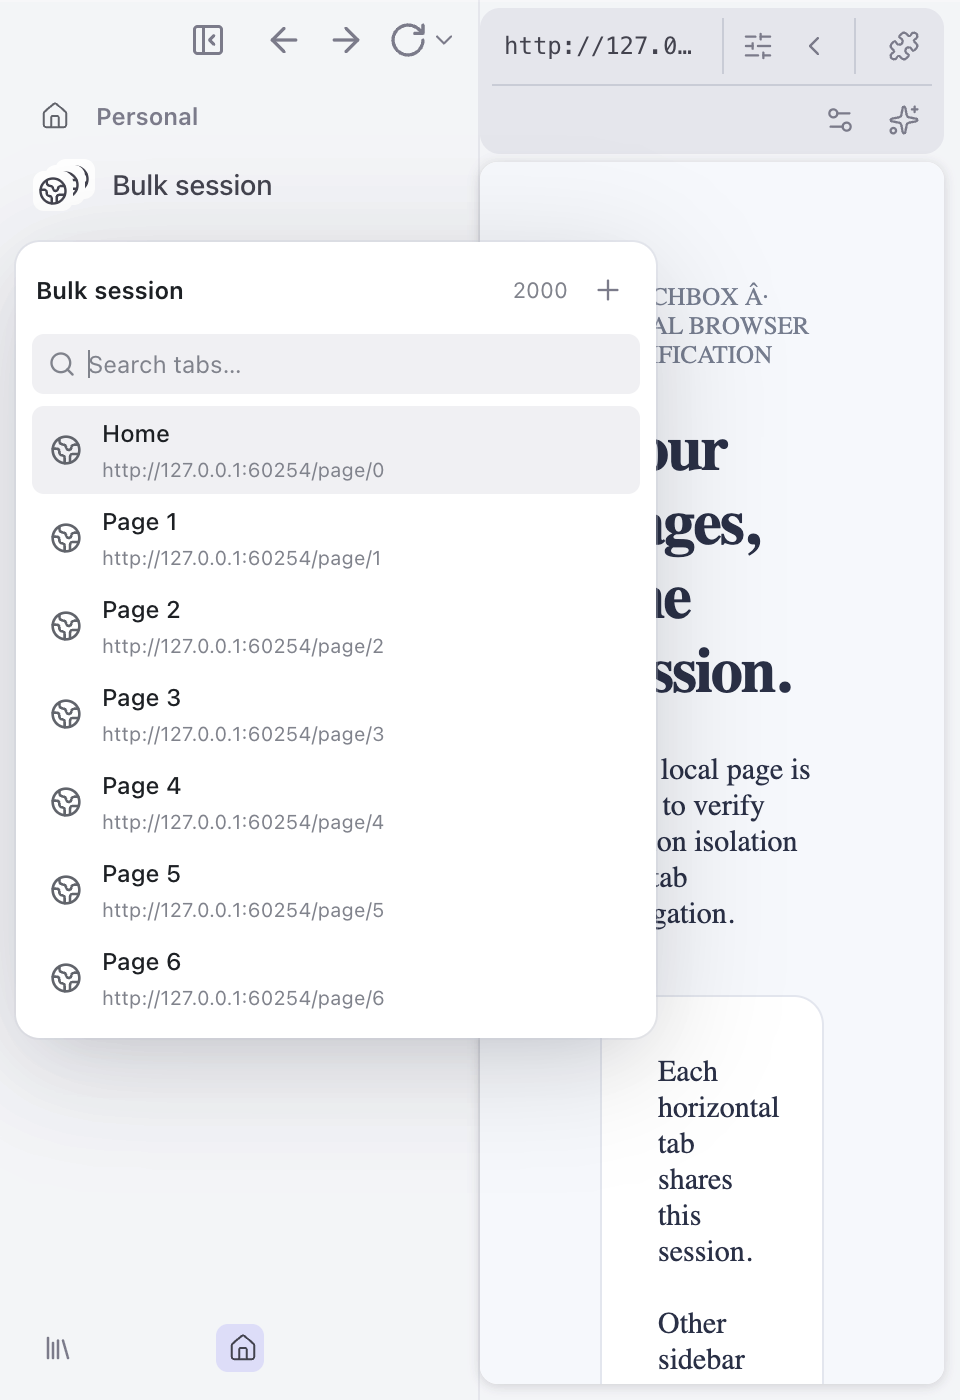 http://127.0...
Personal
Bulk session
Bulk session
2000
Search tabs...
Home
http://127.0.0.1:60254/page/0
Page 1
http://127.0.0.1:60254/page/1
Page 2
http://127.0.0.1:60254/page/2
Page 3
http://127.0.0.1:60254/page/3
Page 4
http://127.0.0.1:60254/page/4
Page 5
http://127.0.0.1:60254/page/5
Page 6
http://127.0.0.1:60254/page/6
CHBOX Â·
AL BROWSER
FICATION
our
ages,
ne
ssion.
local page is
to verify
on isolation
tab
gation.
Each
horizontal
tab
shares
this
session.
Other
sidebar